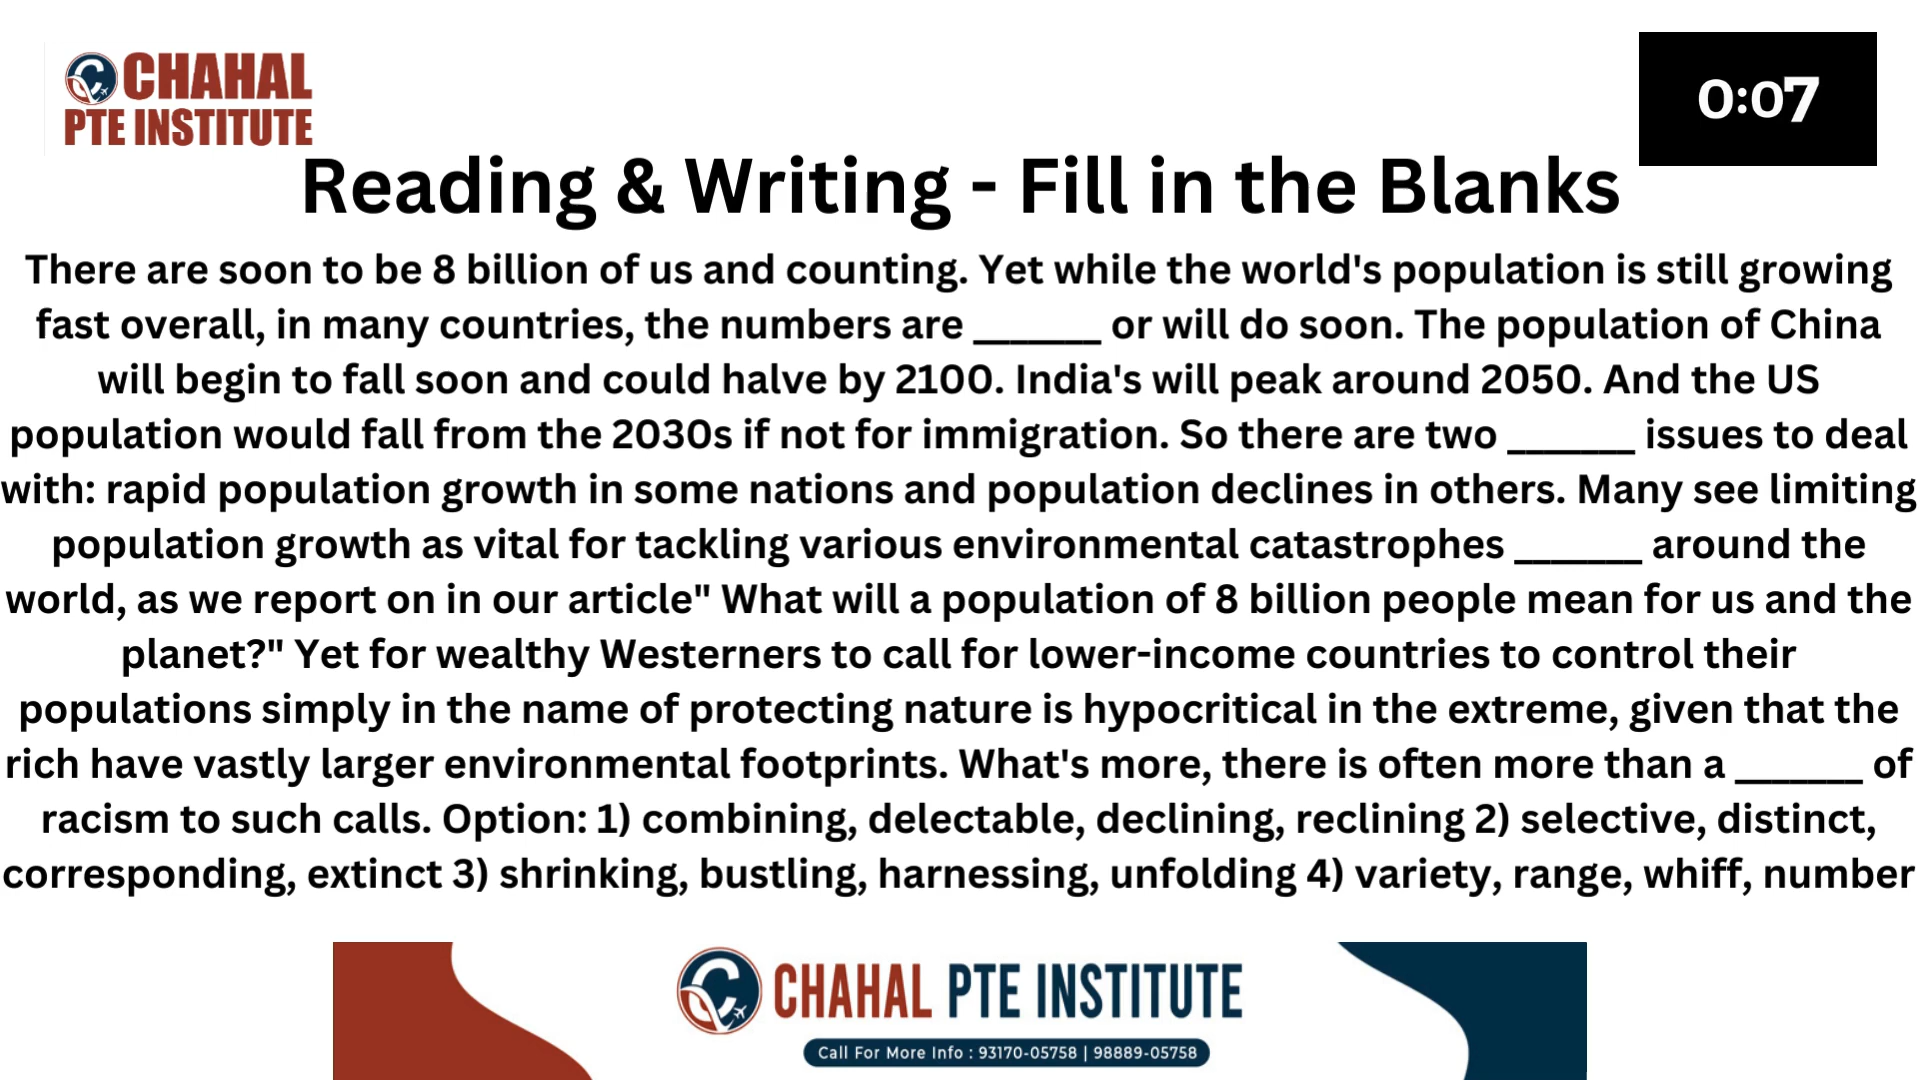 CHAHAL
PTE INSTITUTE
0:07
Reading & Writing - Fill in the Blanks
There are soon to be 8 billion of us and counting. Yet while the world's population is still growing
fast overall, in many countries, the numbers are _______ or will do soon. The population of China
will begin to fall soon and could halve by 2100. India's will peak around 2050. And the US
population would fall from the 2030s if not for immigration. So there are two _______ issues to deal
with: rapid population growth in some nations and population declines in others. Many see limiting
population growth as vital for tackling various environmental catastrophes _______ around the
world, as we report on in our article" What will a population of 8 billion people mean for us and the
planet?" Yet for wealthy Westerners to call for lower-income countries to control their
populations simply in the name of protecting nature is hypocritical in the extreme, given that the
rich have vastly larger environmental footprints. What's more, there is often more than a _______ of
racism to such calls. Option: 1) combining, delectable, declining, reclining 2) selective, distinct,
corresponding, extinct 3) shrinking, bustling, harnessing, unfolding 4) variety, range, whiff, number
CHAHAL PTE INSTITUTE
Call For More Info : 93170-05758 | 98889-05758